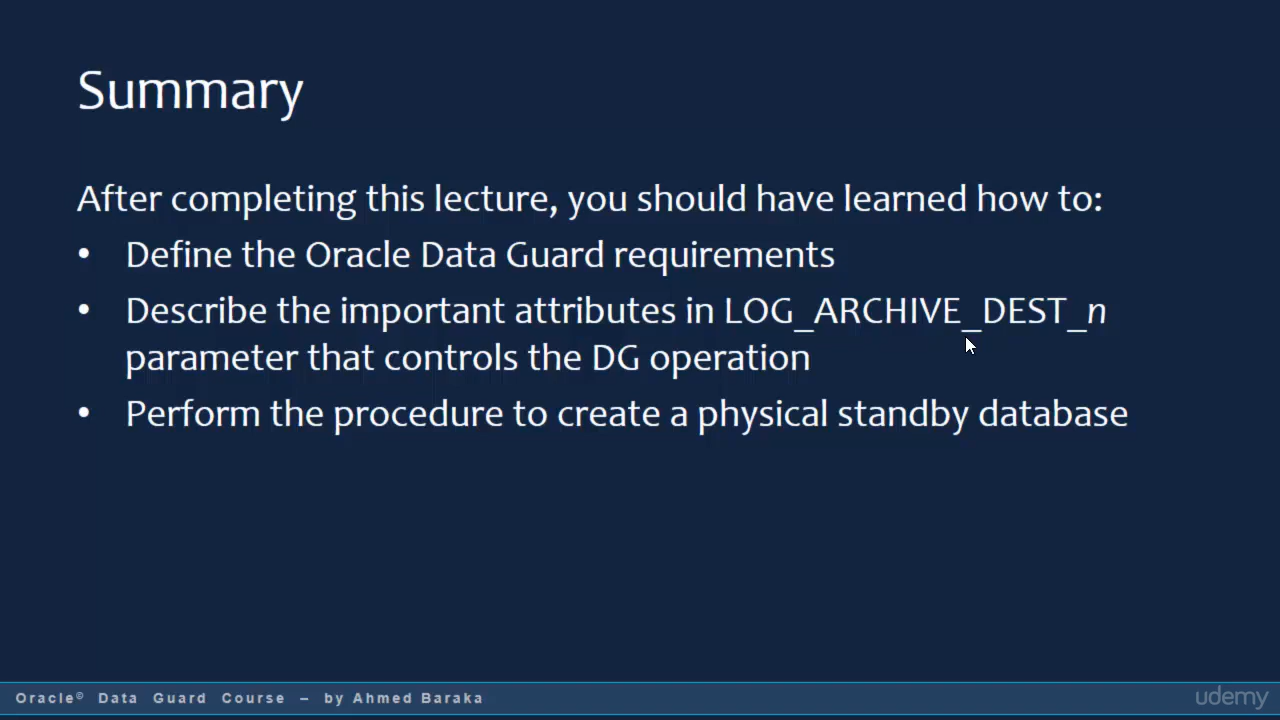 Summary
After completing this lecture, you should have learned how to:
• Define the Oracle Data Guard requirements
• Describe the important attributes in LOG_ARCHIVE_DEST_n
parameter that controls the DG operation
• Perform the procedure to create a physical standby database
Oracle© Data Guard Course – by Ahmed Baraka
udemy